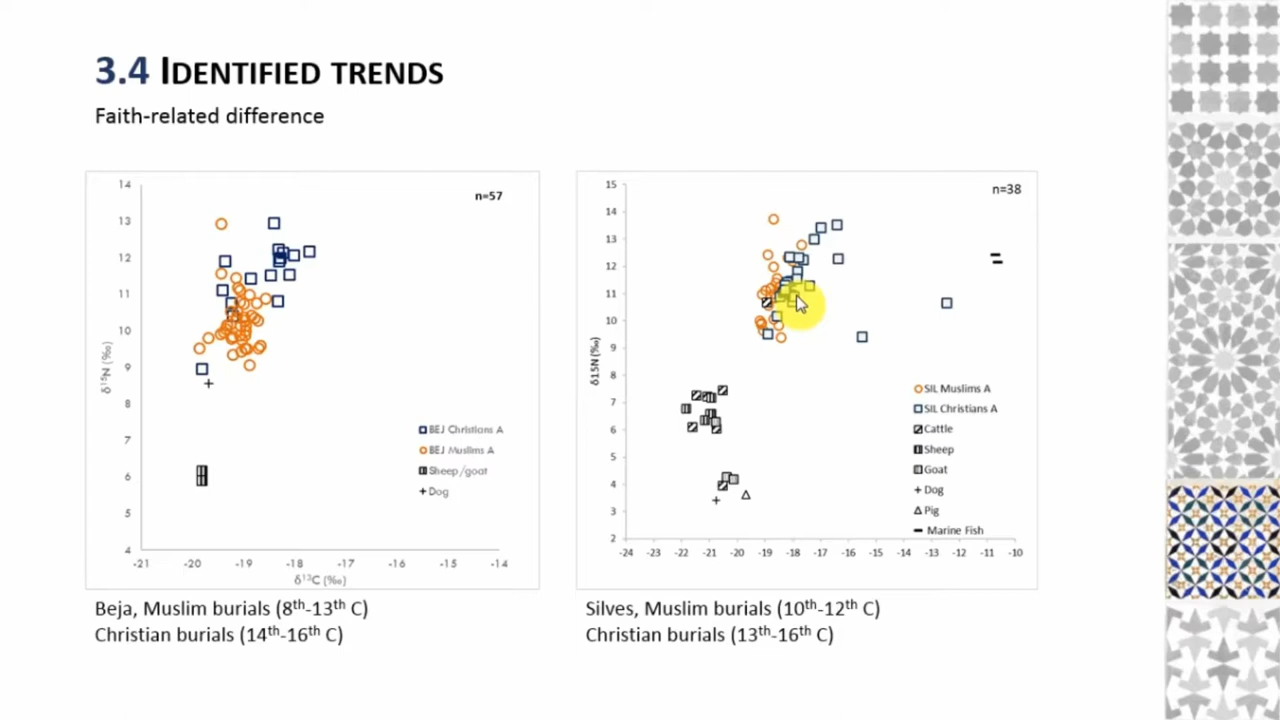 3.4 IDENTIFIED TRENDS
Faith-related difference
n=57
14
13
12
11
10
9
8
7
6
5
4
δ¹⁵N (‰)
-21 -20 -19 -18 -17 -16 -15 -14
δ¹³C (‰)
BEJ Christians A
BEJ Muslims A
Sheep/goat
Dog
Beja, Muslim burials (8th-13th C)
Christian burials (14th-16th C)
n=38
15
14
13
12
11
10
9
8
7
6
5
4
3
2
δ15N (‰)
-24 -23 -22 -21 -20 -19 -18 -17 -16 -15 -14 -13 -12 -11 -10
SIL Muslims A
SIL Christians A
Cattle
Sheep
Goat
Dog
Pig
Marine Fish
Silves, Muslim burials (10th-12th C)
Christian burials (13th-16th C)